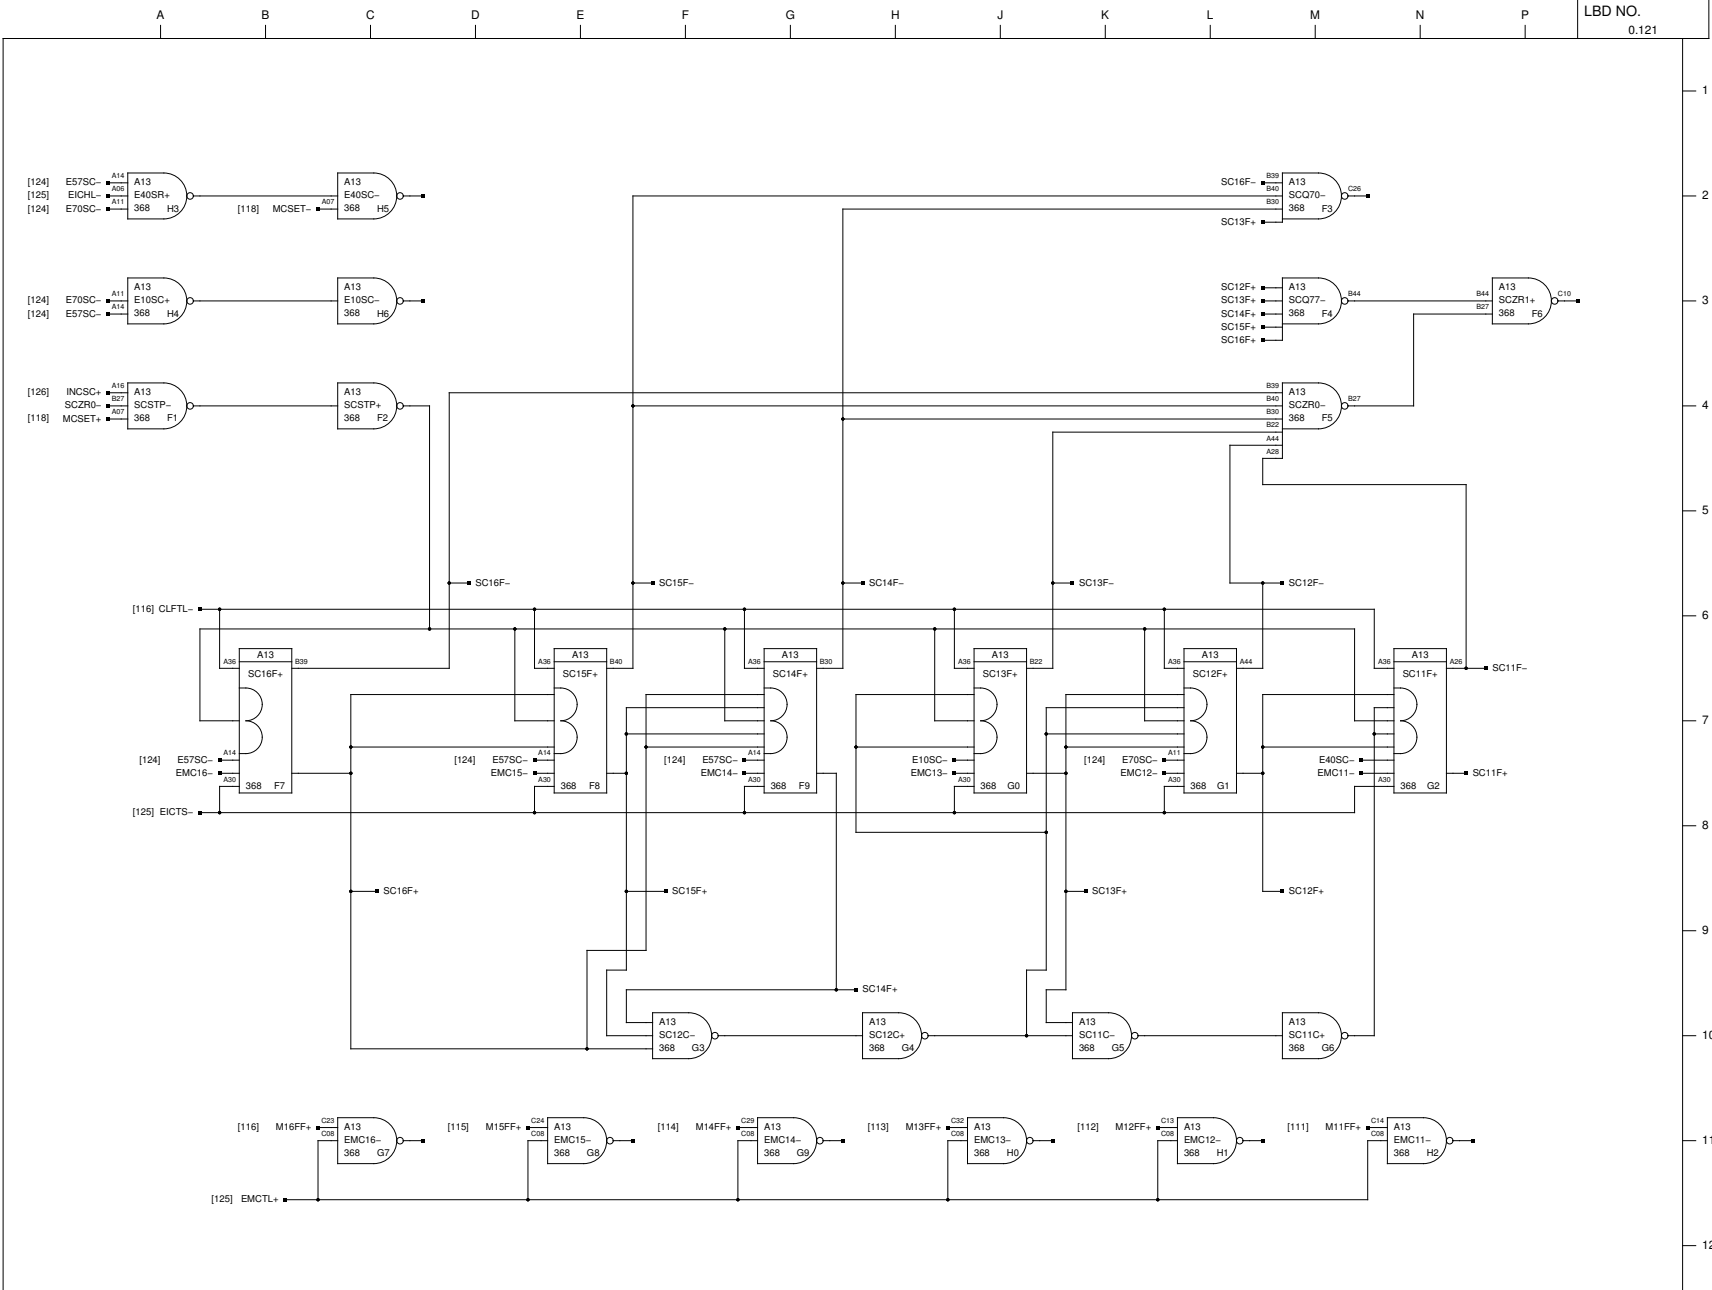 A B C D E F G H J K L M N P LBD NO.
0.121
1
[124] E57SC− A14 A13
[125] EICHL− A06 E40SR+
[124] E70SC− A11 368 H3
A13
E40SC−
[118] MCSET− A07 368 H5
SC16F− B39 A13
B40 SCQ70− C26
B30 368 F3
SC13F+
2
[124] E70SC− A11 A13
E10SC+
[124] E57SC− A14 368 H4
A13
E10SC−
368 H6
SC12F+ A13
SC13F+ SCQ77− B44
SC14F+ 368 F4
SC15F+
SC16F+
A13
B44 SCZR1+ C10
B27 368 F6
3
[126] INCSC+ A16 A13
SCZR0− B27 SCSTP−
[118] MCSET+ A07 368 F1
A13
SCSTP+
368 F2
B39 A13
B40 SCZR0− B27
B30 368 F5
B22
A44
A28
4
5
SC16F− SC15F− SC14F− SC13F− SC12F−
[116] CLFTL−
6
A13 A13 A13 A13 A13 A13
A36 B39 A36 B40 A36 B30 A36 B22 A36 A44 A36 A26 SC11F−
SC16F+ SC15F+ SC14F+ SC13F+ SC12F+ SC11F+
7
A14 A14 A14 A11
[124] E57SC− [124] E57SC− [124] E57SC− E10SC− [124] E70SC− E40SC−
EMC16− EMC15− EMC14− EMC13− EMC12− EMC11− SC11F+
A30 A30 A30 A30 A30 A30
368 F7 368 F8 368 F9 368 G0 368 G1 368 G2
[125] EICTS−
8
SC16F+ SC15F+ SC13F+ SC12F+
9
SC14F+
A13 A13 A13 A13
SC12C− SC12C+ SC11C− SC11C+
368 G3 368 G4 368 G5 368 G6
10
[116] M16FF+ C23 A13 [115] M15FF+ C24 A13 [114] M14FF+ C29 A13 [113] M13FF+ C32 A13 [112] M12FF+ C13 A13 [111] M11FF+ C14 A13
C08 EMC16− C08 EMC15− C08 EMC14− C08 EMC13− C08 EMC12− C08 EMC11−
368 G7 368 G8 368 G9 368 H0 368 H1 368 H2
11
[125] EMCTL+
12